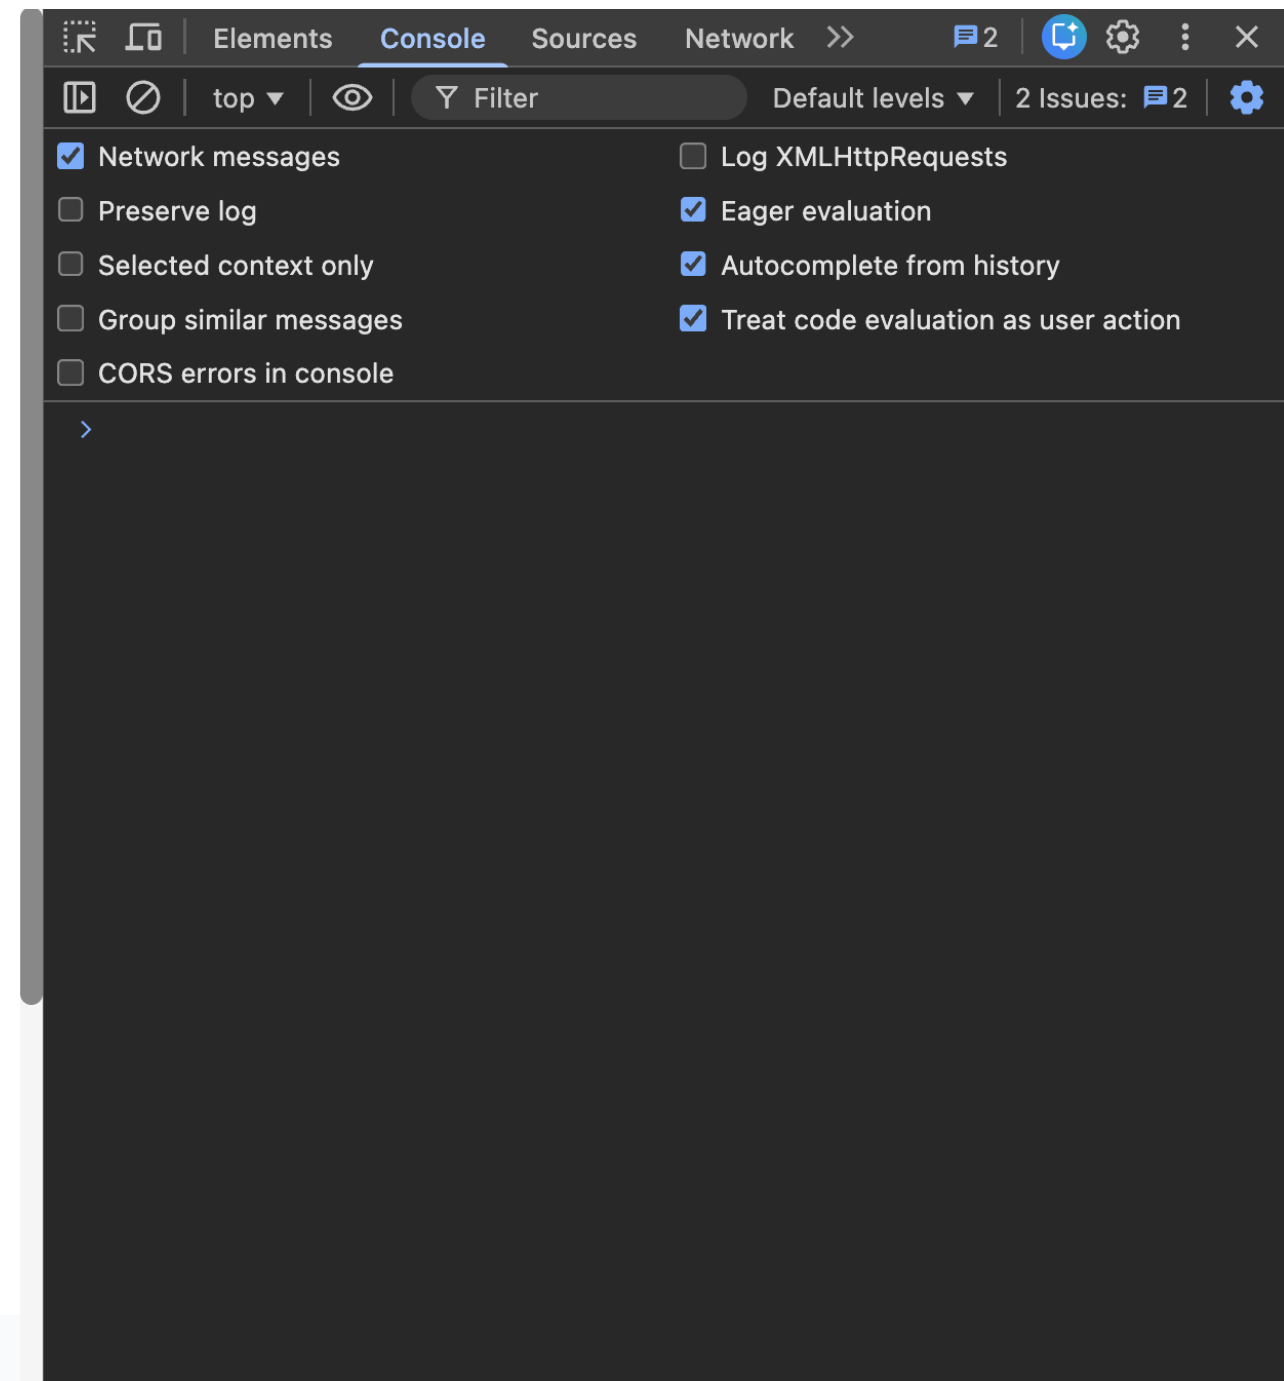 Elements Console Sources Network 2
top Filter Default levels 2 Issues: 2
Network messages
Log XMLHttpRequests
Preserve log
Eager evaluation
Selected context only
Autocomplete from history
Group similar messages
Treat code evaluation as user action
CORS errors in console